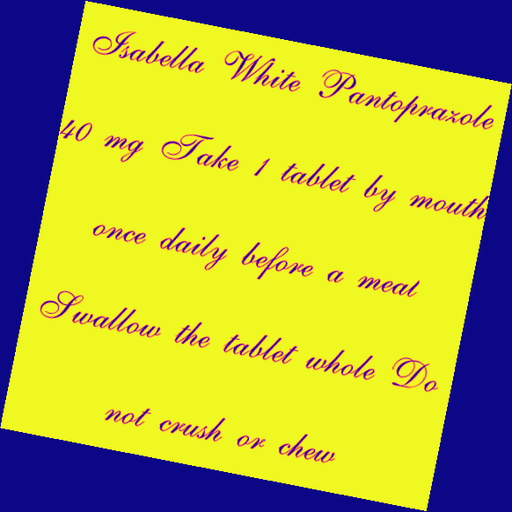 Isabella White Pantoprazole
40 mg Take 1 tablet by mouth
once daily before a meal
Swallow the tablet whole Do
not crush or chew